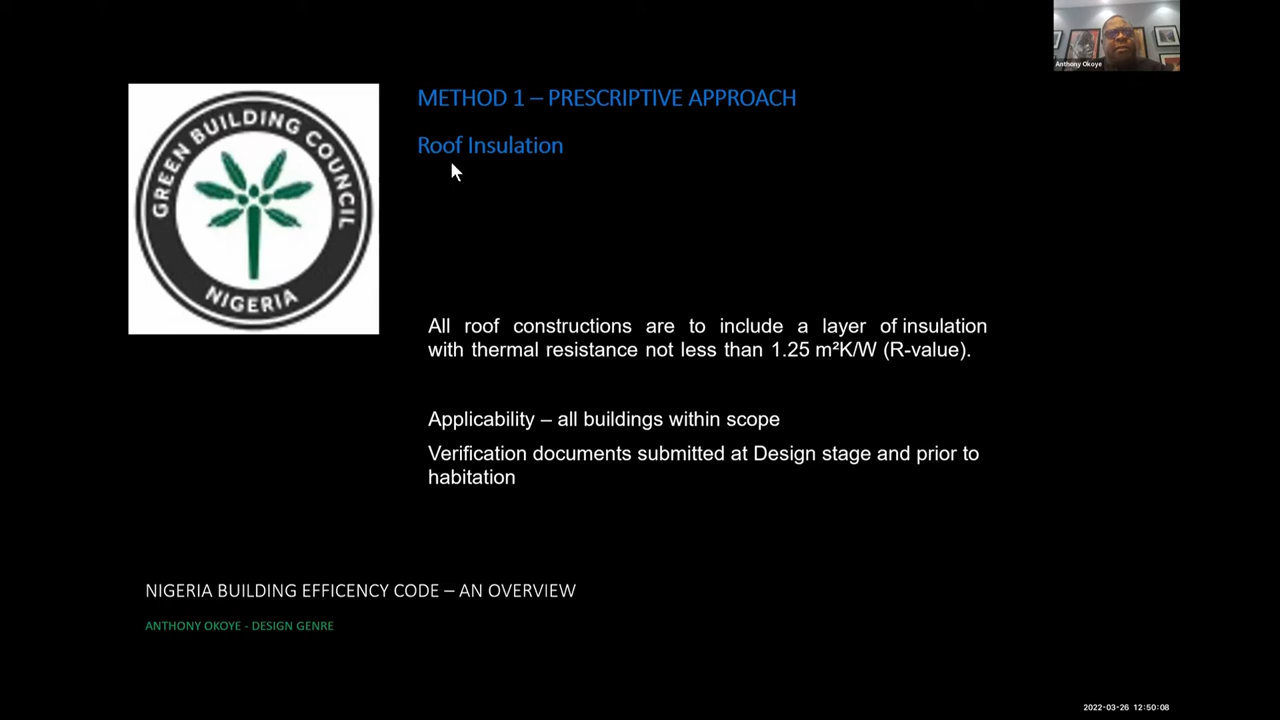 Anthony Okoye
GREEN BUILDING COUNCIL
NIGERIA
METHOD 1 – PRESCRIPTIVE APPROACH
Roof Insulation
All roof constructions are to include a layer of insulation
with thermal resistance not less than 1.25 m²K/W (R-value).
Applicability – all buildings within scope
Verification documents submitted at Design stage and prior to
habitation
NIGERIA BUILDING EFFICENCY CODE – AN OVERVIEW
ANTHONY OKOYE - DESIGN GENRE
2022-03-26 12:50:08